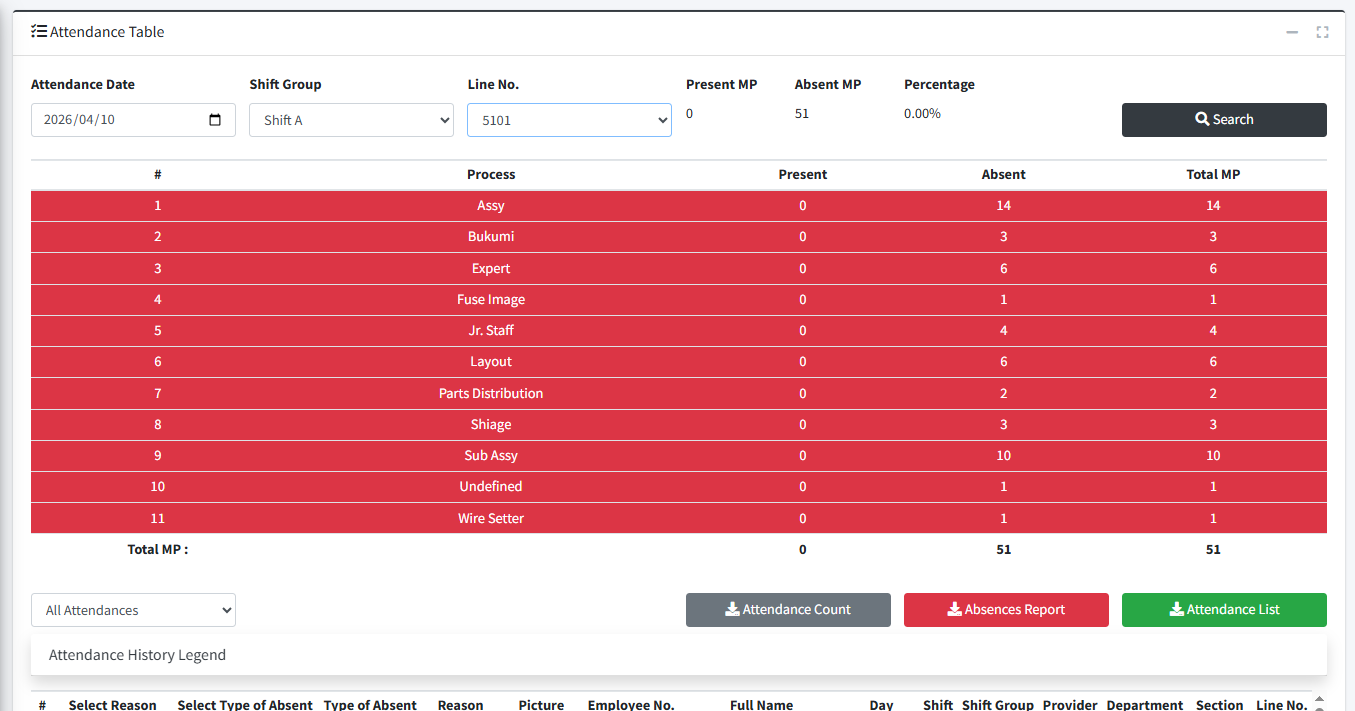 Attendance Table
Attendance Date Shift Group Line No. Present MP Absent MP Percentage
2026/04/10 Shift A 5101 0 51 0.00% Search
# Process Present Absent Total MP
1 Assy 0 14 14
2 Bukumi 0 3 3
3 Expert 0 6 6
4 Fuse Image 0 1 1
5 Jr. Staff 0 4 4
6 Layout 0 6 6
7 Parts Distribution 0 2 2
8 Shiage 0 3 3
9 Sub Assy 0 10 10
10 Undefined 0 1 1
11 Wire Setter 0 1 1
Total MP : 0 51 51
All Attendances Attendance Count Absences Report Attendance List
Attendance History Legend
# Select Reason Select Type of Absent Type of Absent Reason Picture Employee No. Full Name Day Shift Shift Group Provider Department Section Line No.